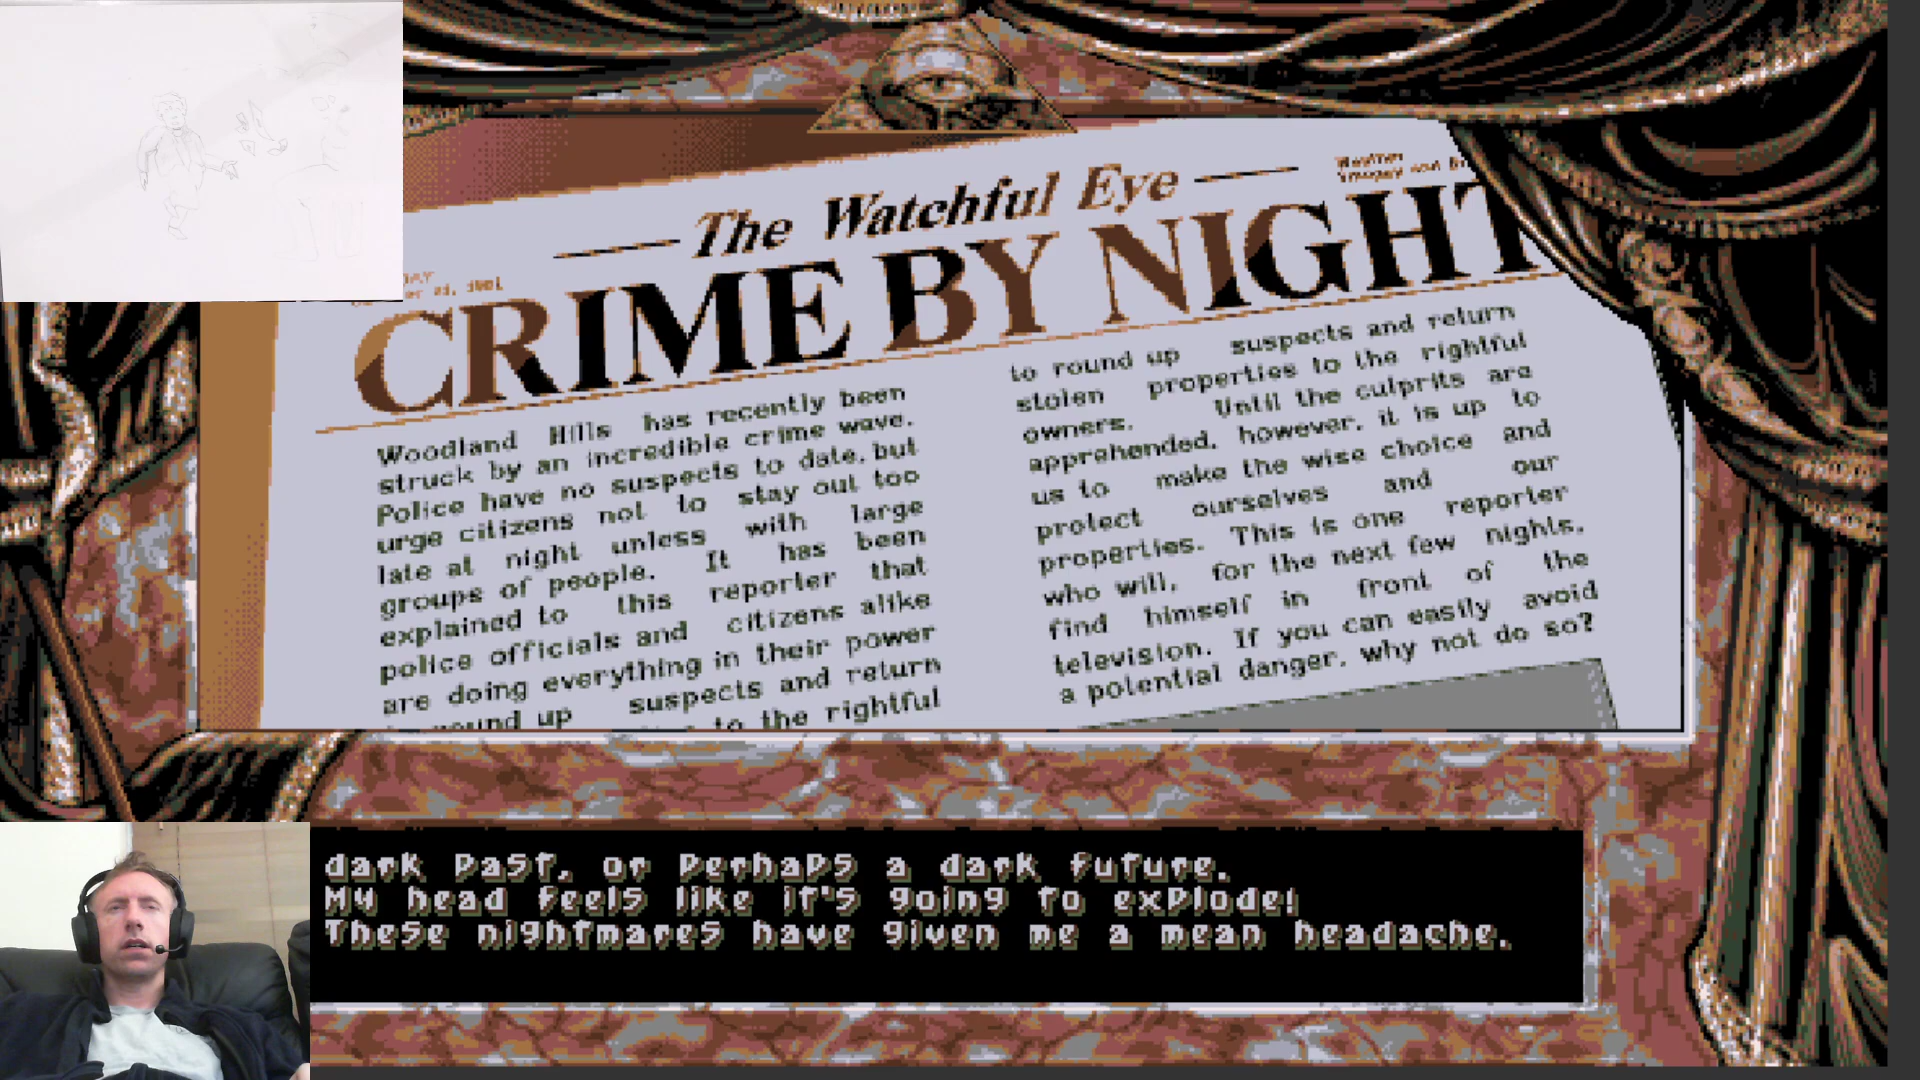 The Watchful Eye
Weather
CRIME BY NIGHT
Woodland Hills has recently been
struck by an incredible crime wave.
Police have no suspects to date, but
urge citizens not to stay out too
late at night unless with large
groups of people. It has been
explained to this reporter that
police officials and citizens alike
are doing everything in their power
round up suspects and return
to the rightful
to round up suspects and return
stolen properties to the rightful
owners. Until the culprits are
apprehended, however, it is up to
us to make the wise choice and
protect ourselves and our
properties. This is one reporter
who will, for the next few nights,
find himself in front of the
television. If you can easily avoid
a potential danger, why not do so?
dark past, or perhaps a dark future.
My head feels like it's going to explode!
These nightmares have given me a mean headache.